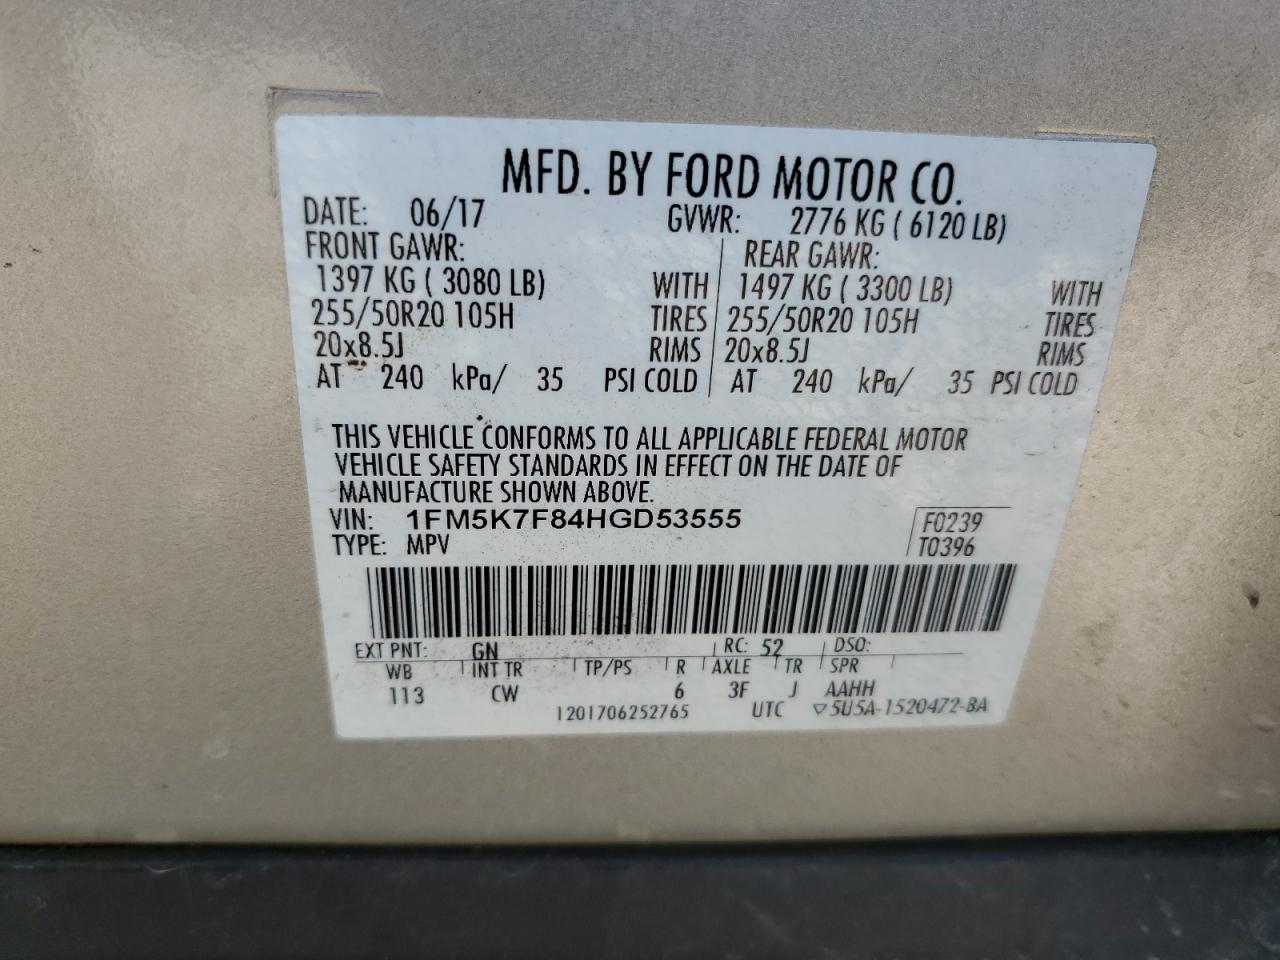 MFD. BY FORD MOTOR CO.
DATE: 06/17 GVWR: 2776 KG ( 6120 LB)
FRONT GAWR: REAR GAWR:
1397 KG ( 3080 LB) WITH 1497 KG ( 3300 LB) WITH
255/50R20 105H TIRES 255/50R20 105H TIRES
20x8.5J RIMS 20x8.5J RIMS
AT 240 kPa/ 35 PSI COLD AT 240 kPa/ 35 PSI COLD
THIS VEHICLE CONFORMS TO ALL APPLICABLE FEDERAL MOTOR
VEHICLE SAFETY STANDARDS IN EFFECT ON THE DATE OF
MANUFACTURE SHOWN ABOVE.
VIN: 1FM5K7F84HGD53555 F0239
TYPE: MPV T0396
EXT PNT: GN RC: 52 DSO:
WB INT TR TP/PS R AXLE TR SPR
113 CW 6 3F J AAHH
1201706252765 UTC ▽5U5A-1520472-BA